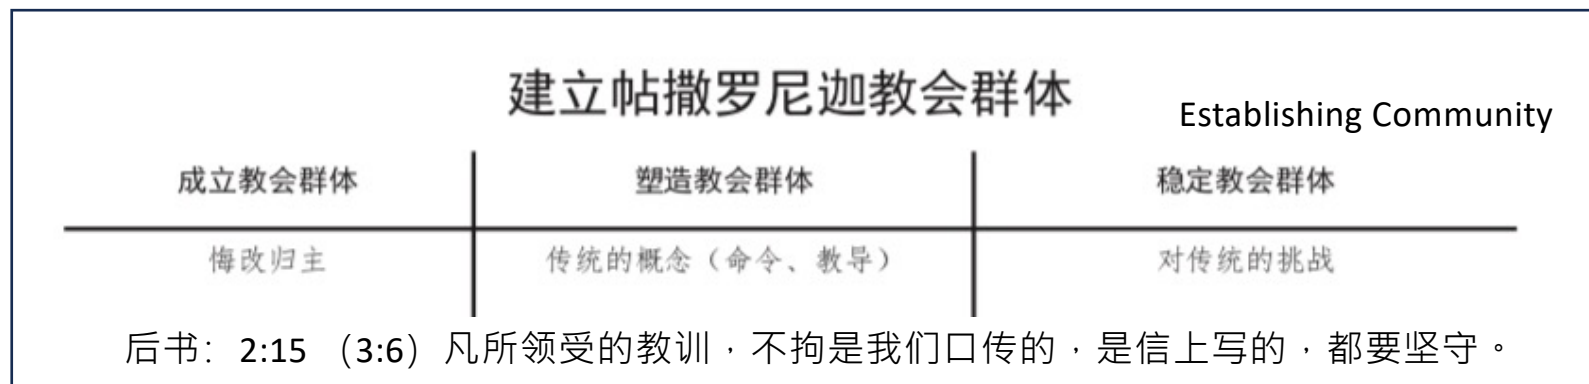 建立帖撒罗尼迦教会群体
Establishing Community
成立教会群体 塑造教会群体 稳定教会群体
悔改归主 传统的概念（命令、教导） 对传统的挑战
后书：2:15 （3:6）凡所领受的教训，不拘是我们口传的，是信上写的，都要坚守。